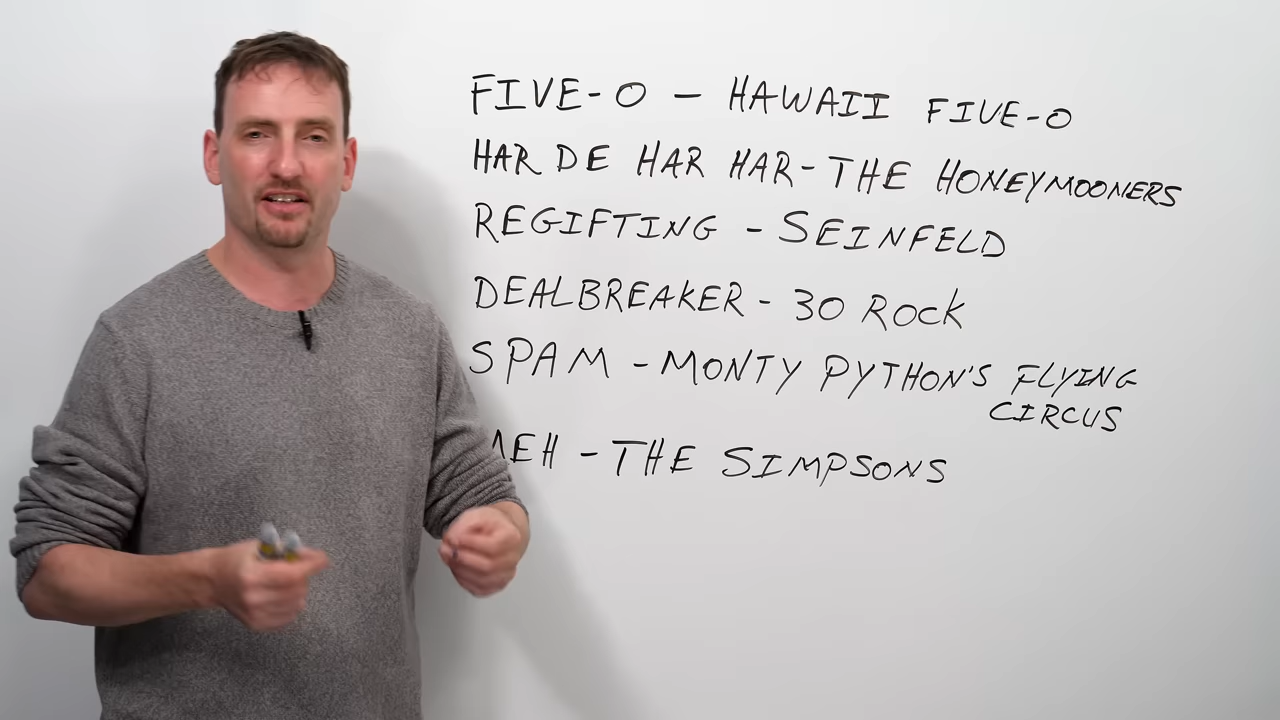 FIVE-O — HAWAII FIVE-O
HAR DE HAR HAR - THE HONEYMOONERS
REGIFTING - SEINFELD
DEALBREAKER - 30 ROCK
SPAM - MONTY PYTHON'S FLYING
CIRCUS
MEH - THE SIMPSONS